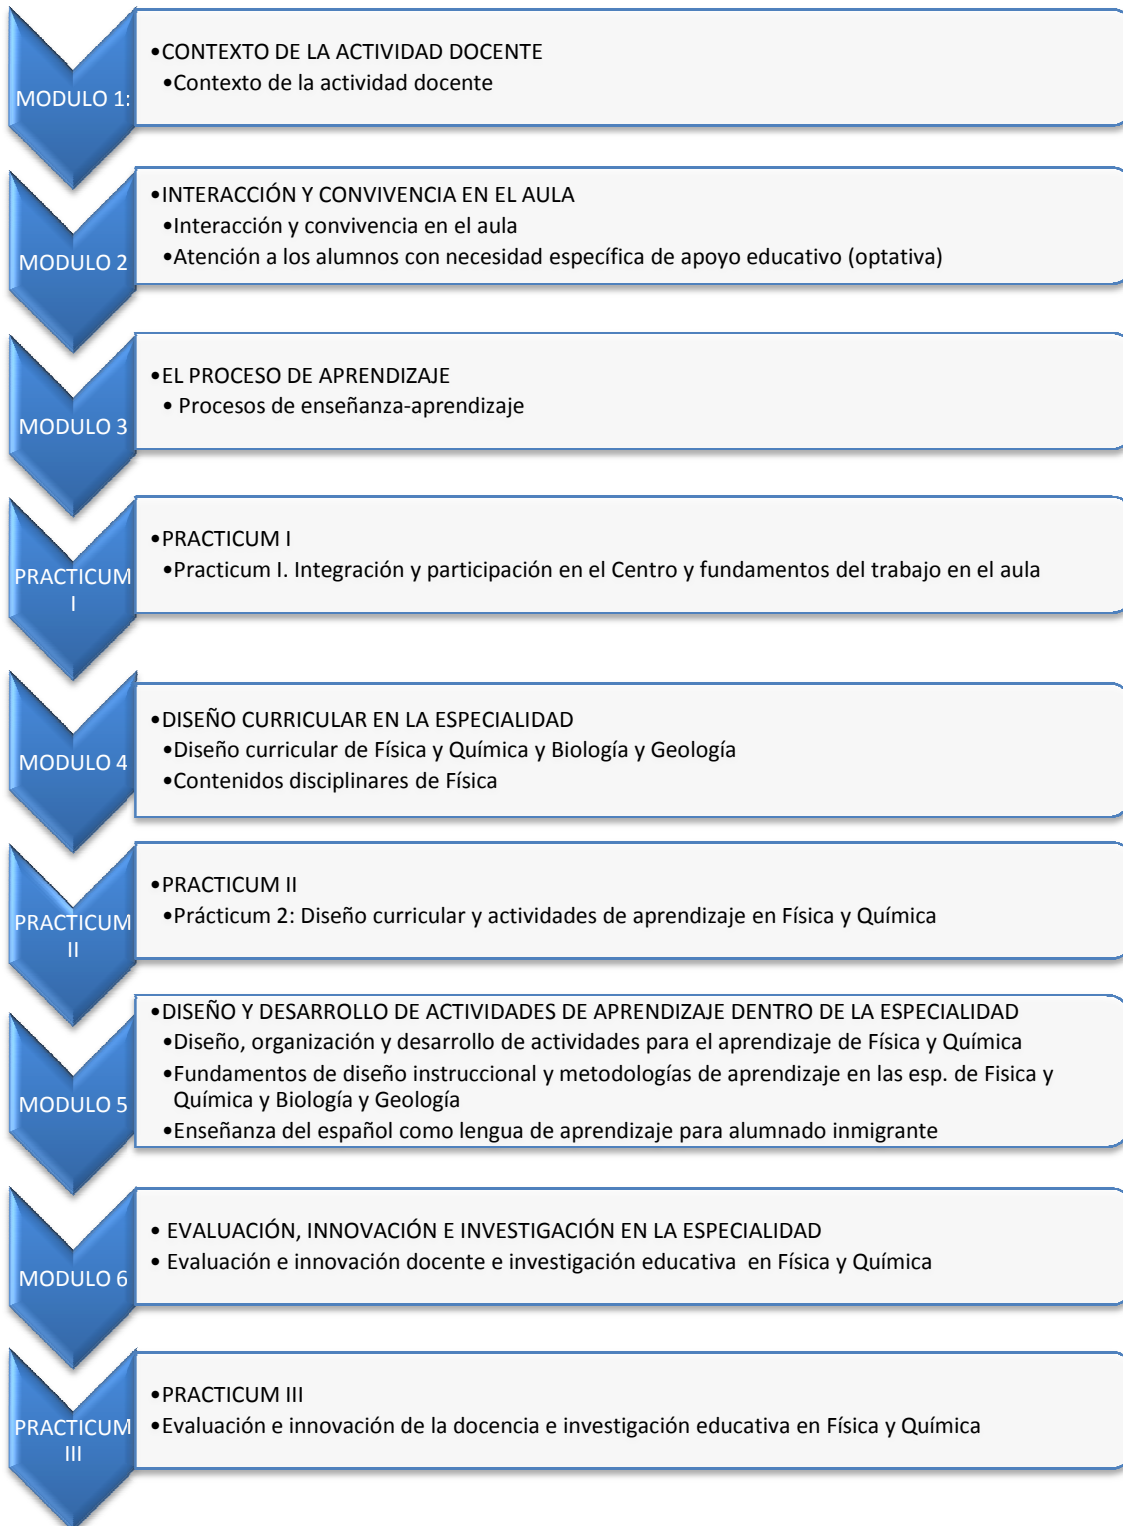 MODULO 1:
•CONTEXTO DE LA ACTIVIDAD DOCENTE
•Contexto de la actividad docente
MODULO 2
•INTERACCIÓN Y CONVIVENCIA EN EL AULA
•Interacción y convivencia en el aula
•Atención a los alumnos con necesidad específica de apoyo educativo (optativa)
MODULO 3
•EL PROCESO DE APRENDIZAJE
• Procesos de enseñanza-aprendizaje
PRACTICUM
I
•PRACTICUM I
•Practicum I. Integración y participación en el Centro y fundamentos del trabajo en el aula
MODULO 4
•DISEÑO CURRICULAR EN LA ESPECIALIDAD
•Diseño curricular de Física y Química y Biología y Geología
•Contenidos disciplinares de Física
PRACTICUM
II
•PRACTICUM II
•Prácticum 2: Diseño curricular y actividades de aprendizaje en Física y Química
MODULO 5
•DISEÑO Y DESARROLLO DE ACTIVIDADES DE APRENDIZAJE DENTRO DE LA ESPECIALIDAD
•Diseño, organización y desarrollo de actividades para el aprendizaje de Física y Química
•Fundamentos de diseño instruccional y metodologías de aprendizaje en las esp. de Fisica y
Química y Biología y Geología
•Enseñanza del español como lengua de aprendizaje para alumnado inmigrante
MODULO 6
• EVALUACIÓN, INNOVACIÓN E INVESTIGACIÓN EN LA ESPECIALIDAD
• Evaluación e innovación docente e investigación educativa  en Física y Química
PRACTICUM
III
•PRACTICUM III
•Evaluación e innovación de la docencia e investigación educativa en Física y Química